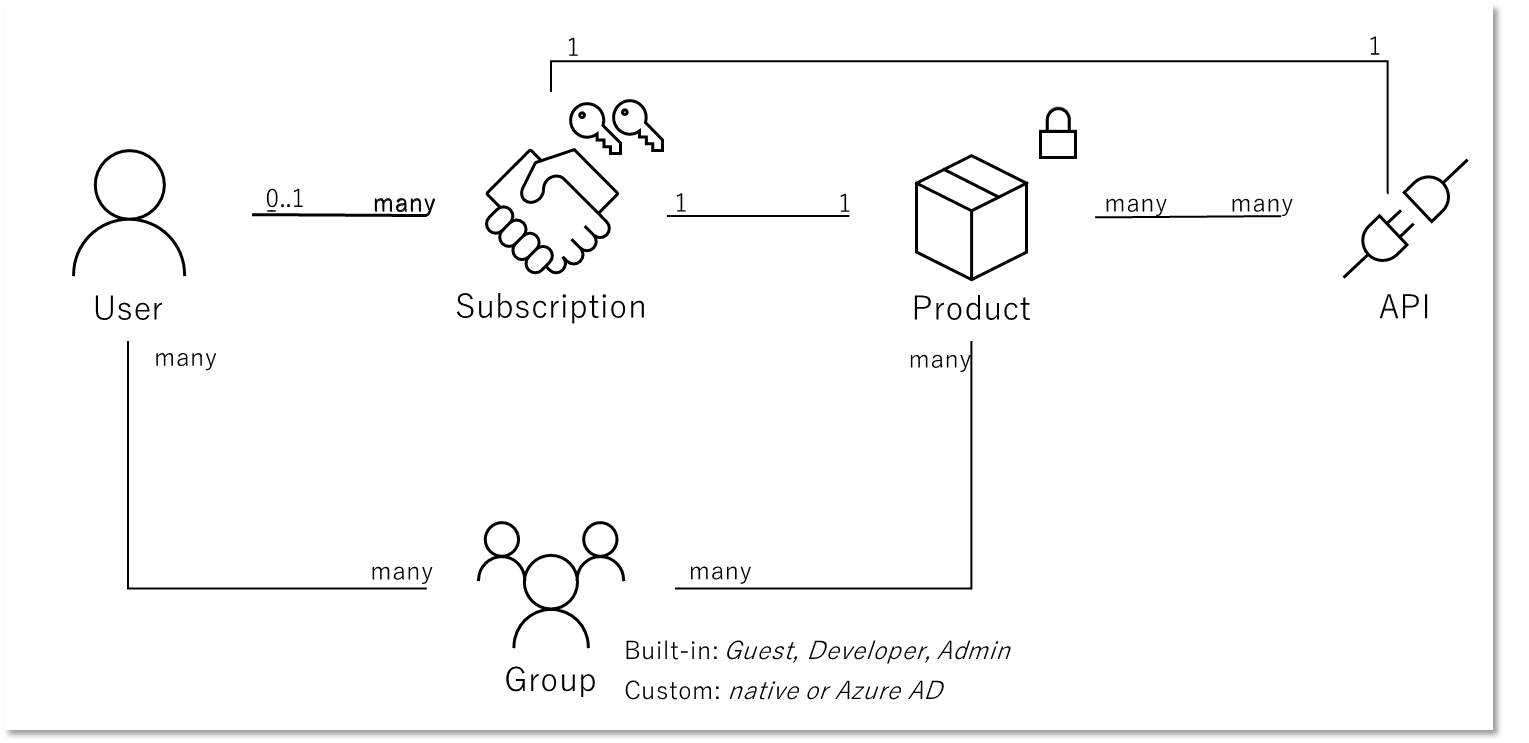 1 1
0..1 many 1 1 many many
User Subscription Product API
many many
many many
Built-in: Guest, Developer, Admin
Group
Custom: native or Azure AD